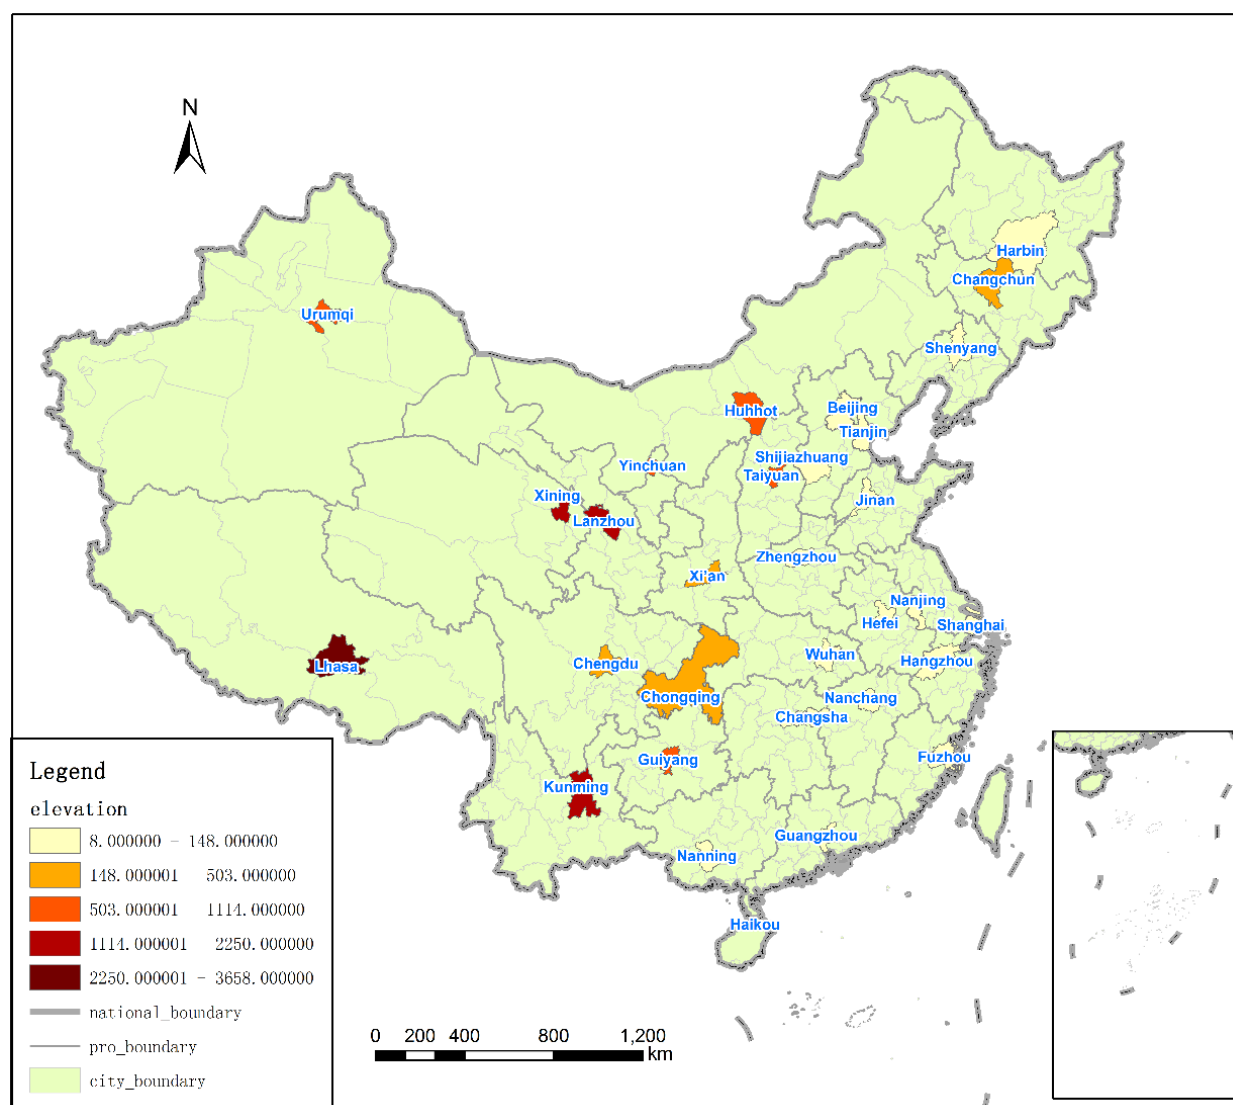 N
Harbin
Changchun
Urumqi
Shenyang
Huhhot
Beijing
Tianjin
Shijiazhuang
Yinchuan
Taiyuan
Xining
Jinan
Lanzhou
Zhengzhou
Xi'an
Nanjing
Hefei
Shanghai
Wuhan
Hangzhou
Lhasa
Chengdu
Chongqing
Nanchang
Changsha
Guiyang
Fuzhou
Kunming
Guangzhou
Nanning
Haikou
Legend
elevation
8.000000 - 148.000000
148.000001 503.000000
503.000001 1114.000000
1114.000001 2250.000000
2250.000001 - 3658.000000
national_boundary
pro_boundary
city_boundary
0 200 400 800 1,200
km